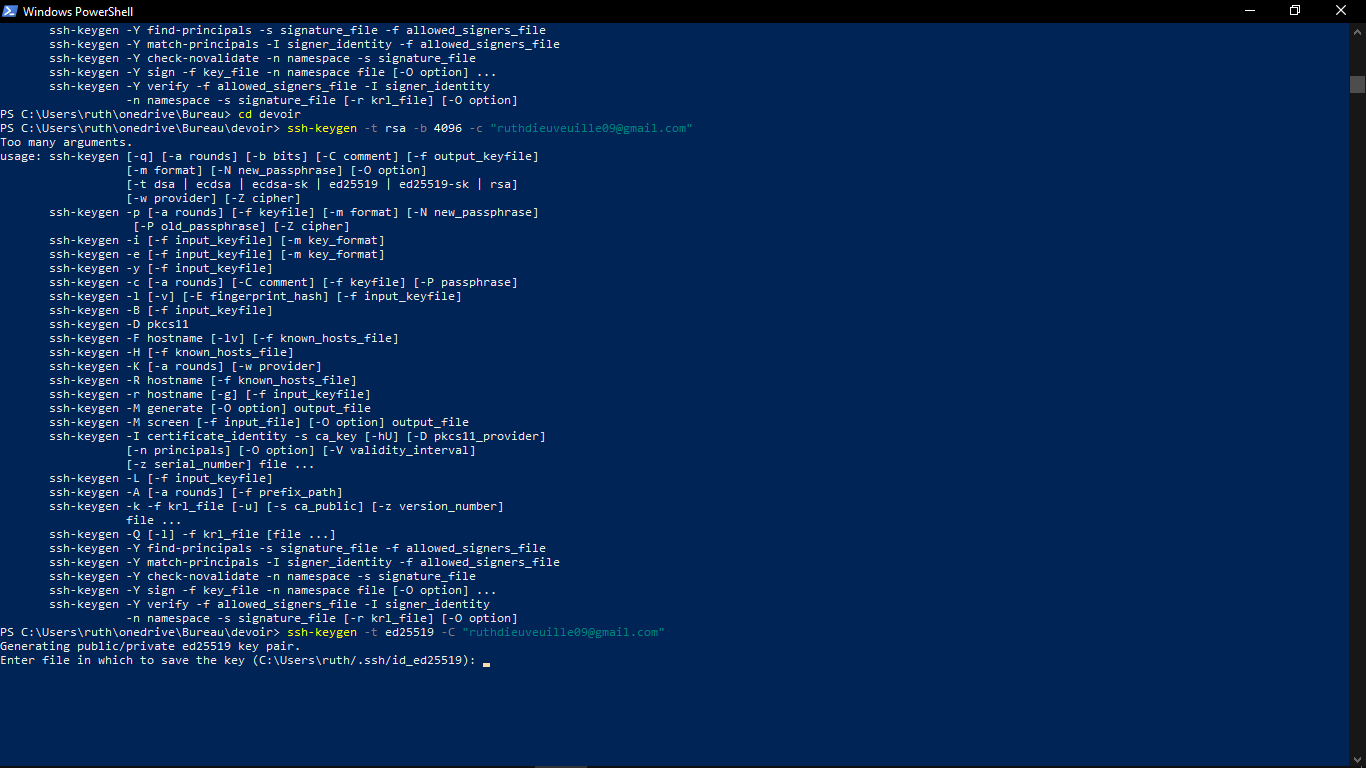 Windows PowerShell
ssh-keygen -Y find-principals -s signature_file -f allowed_signers_file
ssh-keygen -Y match-principals -I signer_identity -f allowed_signers_file
ssh-keygen -Y check-novalidate -n namespace -s signature_file
ssh-keygen -Y sign -f key_file -n namespace file [-O option] ...
ssh-keygen -Y verify -f allowed_signers_file -I signer_identity
-n namespace -s signature_file [-r krl_file] [-O option]
PS C:\Users\ruth\onedrive\Bureau> cd devoir
PS C:\Users\ruth\onedrive\Bureau\devoir> ssh-keygen -t rsa -b 4096 -c "ruthdieuveuille09@gmail.com"
Too many arguments.
usage: ssh-keygen [-q] [-a rounds] [-b bits] [-C comment] [-f output_keyfile]
[-m format] [-N new_passphrase] [-O option]
[-t dsa | ecdsa | ecdsa-sk | ed25519 | ed25519-sk | rsa]
[-w provider] [-Z cipher]
ssh-keygen -p [-a rounds] [-f keyfile] [-m format] [-N new_passphrase]
[-P old_passphrase] [-Z cipher]
ssh-keygen -i [-f input_keyfile] [-m key_format]
ssh-keygen -e [-f input_keyfile] [-m key_format]
ssh-keygen -y [-f input_keyfile]
ssh-keygen -c [-a rounds] [-C comment] [-f keyfile] [-P passphrase]
ssh-keygen -l [-v] [-E fingerprint_hash] [-f input_keyfile]
ssh-keygen -B [-f input_keyfile]
ssh-keygen -D pkcs11
ssh-keygen -F hostname [-lv] [-f known_hosts_file]
ssh-keygen -H [-f known_hosts_file]
ssh-keygen -K [-a rounds] [-w provider]
ssh-keygen -R hostname [-f known_hosts_file]
ssh-keygen -r hostname [-g] [-f input_keyfile]
ssh-keygen -M generate [-O option] output_file
ssh-keygen -M screen [-f input_file] [-O option] output_file
ssh-keygen -I certificate_identity -s ca_key [-hU] [-D pkcs11_provider]
[-n principals] [-O option] [-V validity_interval]
[-z serial_number] file ...
ssh-keygen -L [-f input_keyfile]
ssh-keygen -A [-a rounds] [-f prefix_path]
ssh-keygen -k -f krl_file [-u] [-s ca_public] [-z version_number]
file ...
ssh-keygen -Q [-l] -f krl_file [file ...]
ssh-keygen -Y find-principals -s signature_file -f allowed_signers_file
ssh-keygen -Y match-principals -I signer_identity -f allowed_signers_file
ssh-keygen -Y check-novalidate -n namespace -s signature_file
ssh-keygen -Y sign -f key_file -n namespace file [-O option] ...
ssh-keygen -Y verify -f allowed_signers_file -I signer_identity
-n namespace -s signature_file [-r krl_file] [-O option]
PS C:\Users\ruth\onedrive\Bureau\devoir> ssh-keygen -t ed25519 -C "ruthdieuveuille09@gmail.com"
Generating public/private ed25519 key pair.
Enter file in which to save the key (C:\Users\ruth/.ssh/id_ed25519):